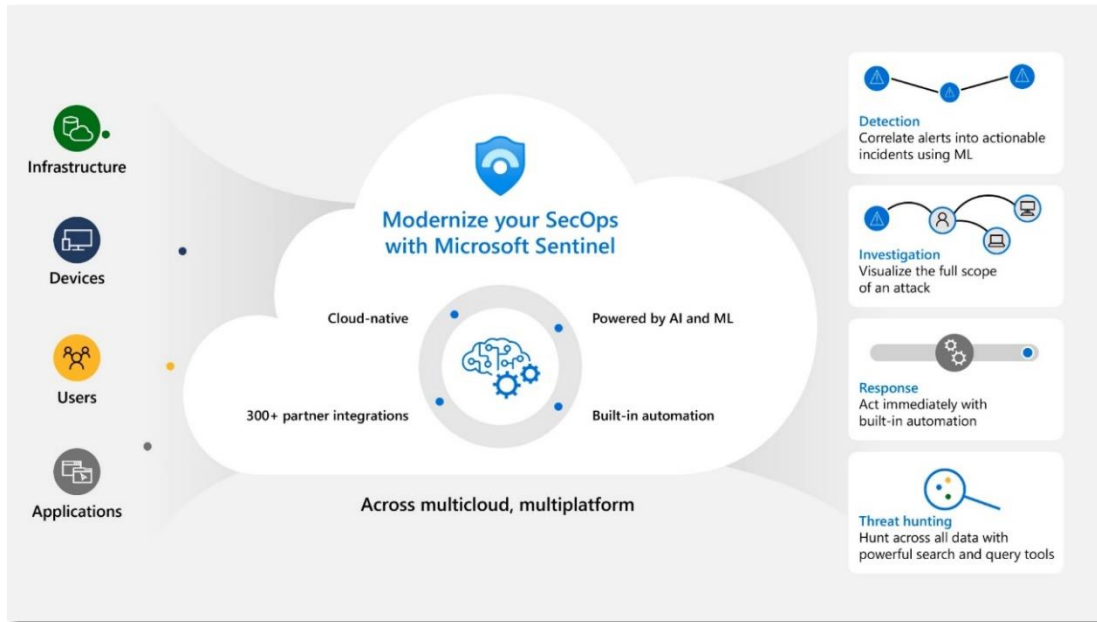 Infrastructure
Devices
Users
Applications
Modernize your SecOps
with Microsoft Sentinel
Cloud-native
Powered by AI and ML
300+ partner integrations
Built-in automation
Across multicloud, multiplatform
Detection
Correlate alerts into actionable
incidents using ML
Investigation
Visualize the full scope
of an attack
Response
Act immediately with
built-in automation
Threat hunting
Hunt across all data with
powerful search and query tools